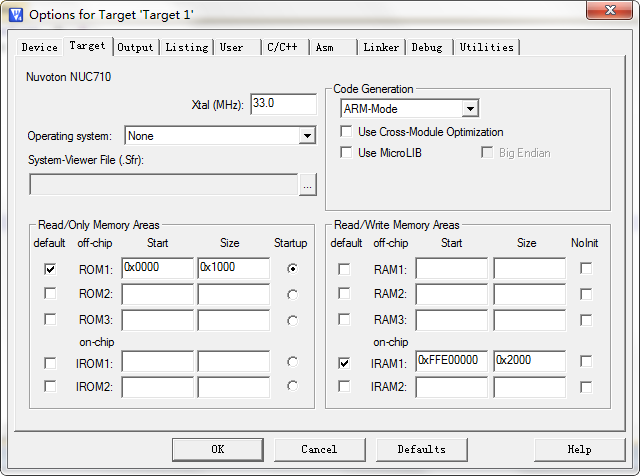 Options for Target 'Target 1'
Device Target Output Listing User C/C++ Asm Linker Debug Utilities
Nuvoton NUC710
Xtal (MHz): 33.0
Operating system: None
System-Viewer File (.Sfr):
...
Code Generation
ARM-Mode
Use Cross-Module Optimization
Use MicroLIB Big Endian
Read/Only Memory Areas
default off-chip Start Size Startup
ROM1: 0x0000 0x1000
ROM2:
ROM3:
on-chip
IROM1:
IROM2:
Read/Write Memory Areas
default off-chip Start Size NoInit
RAM1:
RAM2:
RAM3:
on-chip
IRAM1: 0xFFE00000 0x2000
IRAM2:
OK Cancel Defaults Help